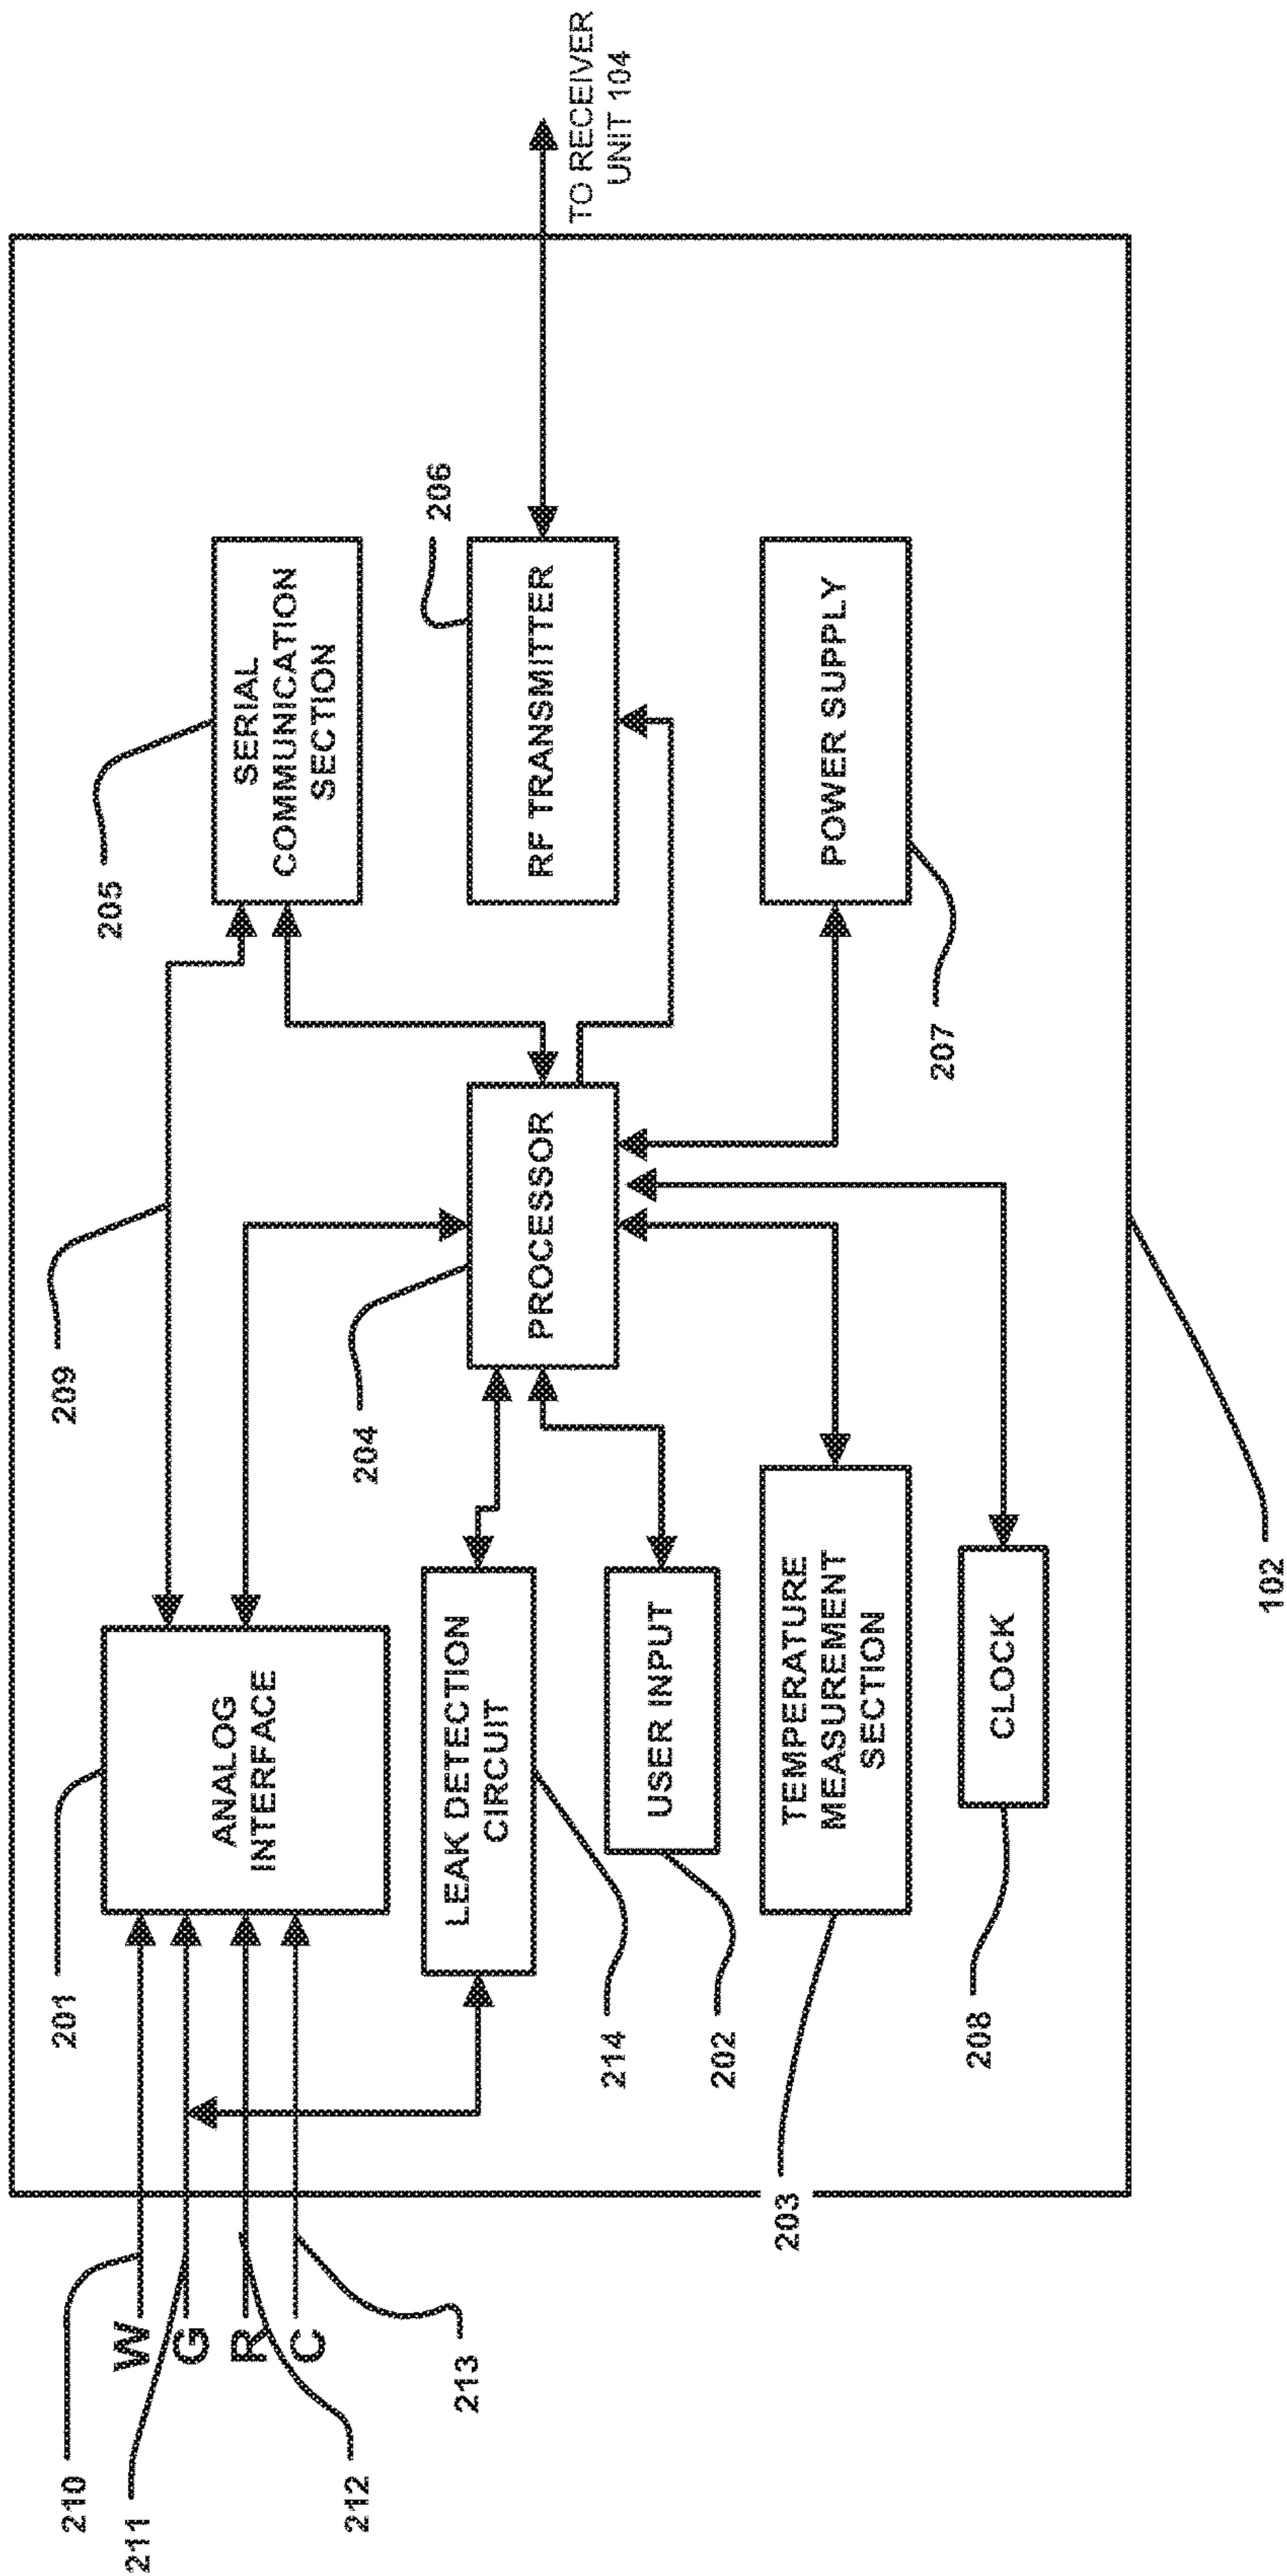 210
W
211
G
212
R
213
C
201
ANALOG
INTERFACE
209
205
SERIAL
COMMUNICATION
SECTION
214
LEAK DETECTION
CIRCUIT
204
PROCESSOR
206
RF TRANSMITTER
TO RECEIVER
UNIT 104
202
USER INPUT
203
TEMPERATURE
MEASUREMENT
SECTION
207
POWER SUPPLY
208
CLOCK
102